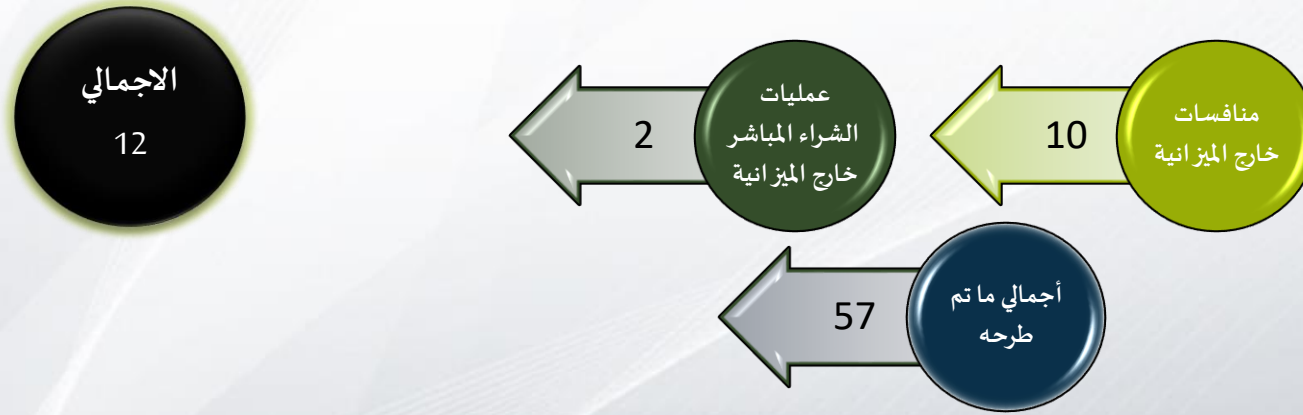 منافسات
خارج الميزانية
10
عمليات
الشراء المباشر
خارج الميزانية
2
الاجمالي
12
أجمالي ما تم
طرحه
57